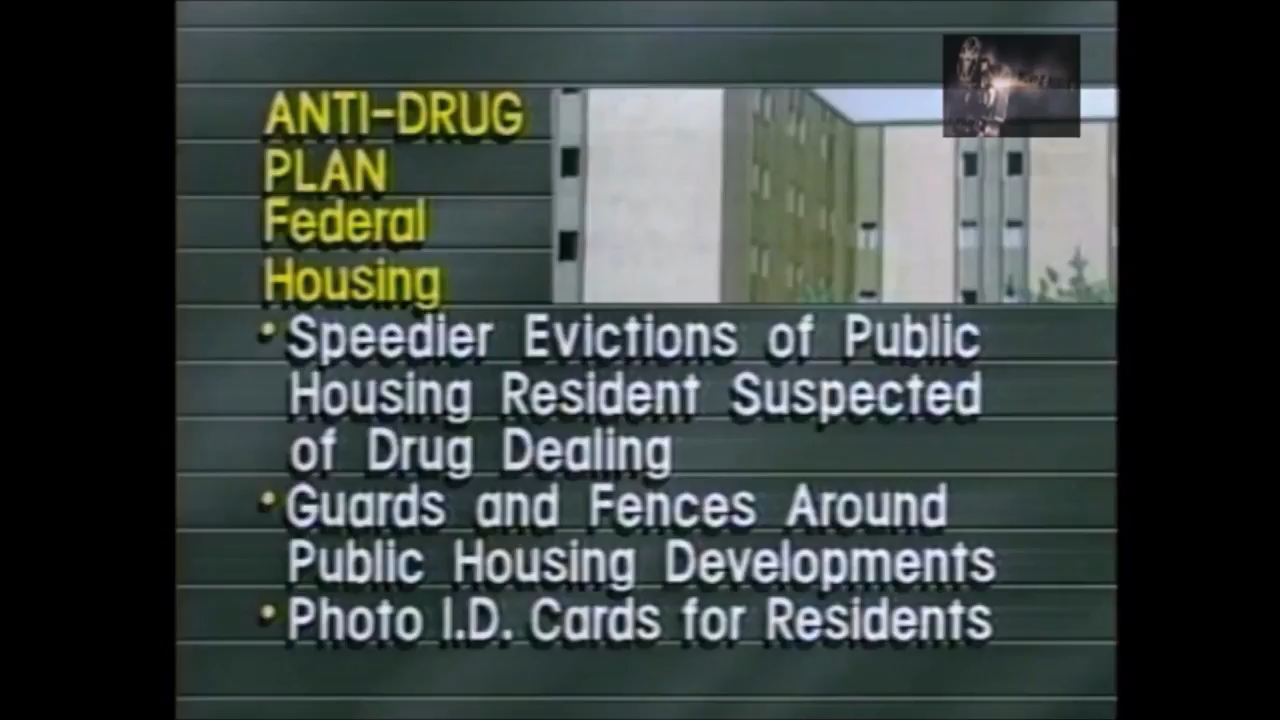 ANTI-DRUG
PLAN
Federal
Housing
• Speedier Evictions of Public
Housing Resident Suspected
of Drug Dealing
• Guards and Fences Around
Public Housing Developments
• Photo I.D. Cards for Residents